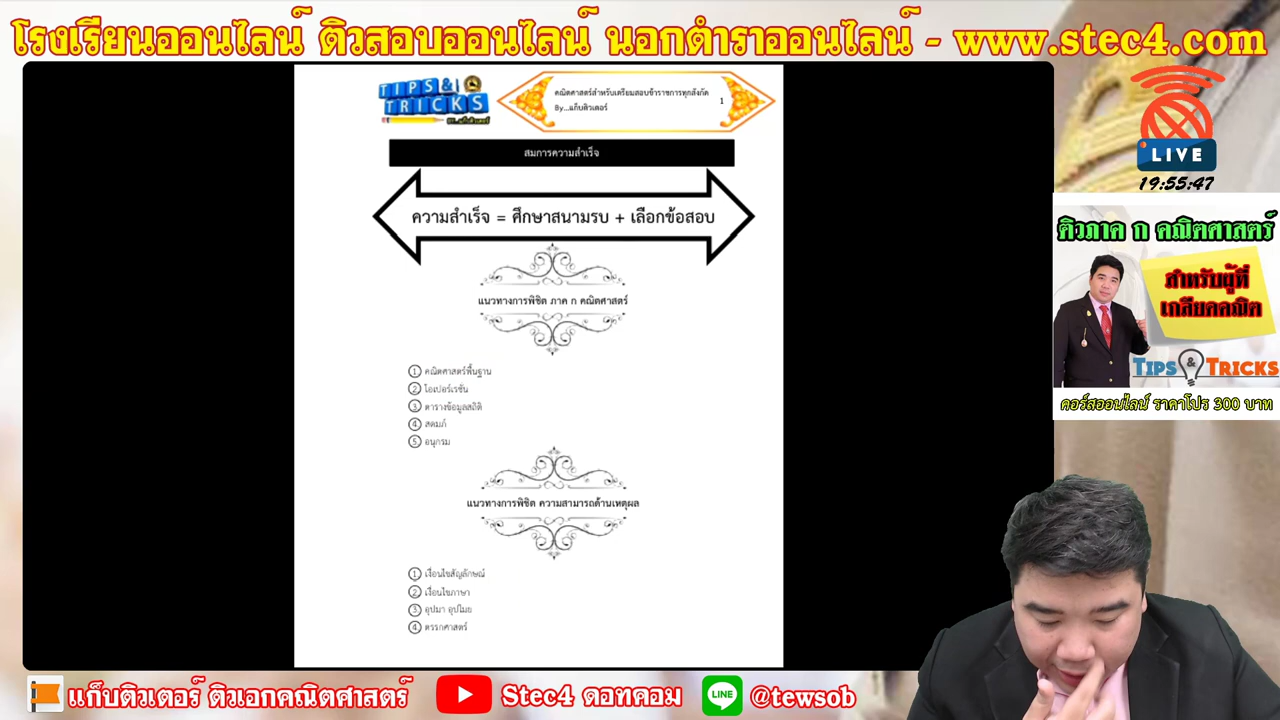 โรงเรียนออนไลน์ ติวสอบออนไลน์ นอกตำราออนไลน์ - www.stec4.com
TIPS &
TRICKS
BY...แก็บติวเตอร์
คณิตศาสตร์สำหรับเตรียมสอบข้าราชการทุกสังกัด
By...แก็บติวเตอร์
1
สมการความสำเร็จ
ความสำเร็จ = ศึกษาสนามรบ + เลือกข้อสอบ
แนวทางการพิชิต ภาค ก คณิตศาสตร์
1 คณิตศาสตร์พื้นฐาน
2 โอเปอร์เรชัน
3 ตารางข้อมูลสถิติ
4 สดมภ์
5 อนุกรม
แนวทางการพิชิต ความสามารถด้านเหตุผล
1 เงื่อนไขสัญลักษณ์
2 เงื่อนไขภาษา
3 อุปมา อุปไมย
4 ตรรกศาสตร์
LIVE
19:55:47
ติวภาค ก คณิตศาสตร์
สำหรับผู้ที่
เกลียดคณิต
TIPS & TRICKS
คอร์สออนไลน์ ราคาโปร 300 บาท
แก็บติวเตอร์ ติวเอกคณิตศาสตร์
Stec4 ดอทคอม
LINE
@tewsob